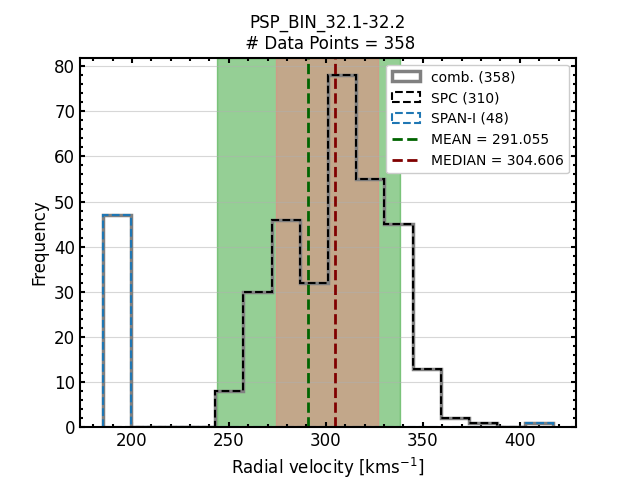 PSP_BIN_32.1-32.2
# Data Points = 358
comb. (358)
SPC (310)
SPAN-I (48)
MEAN = 291.055
MEDIAN = 304.606
Frequency
80
70
60
50
40
30
20
10
0
200 250 300 350 400
Radial velocity [kms⁻¹]